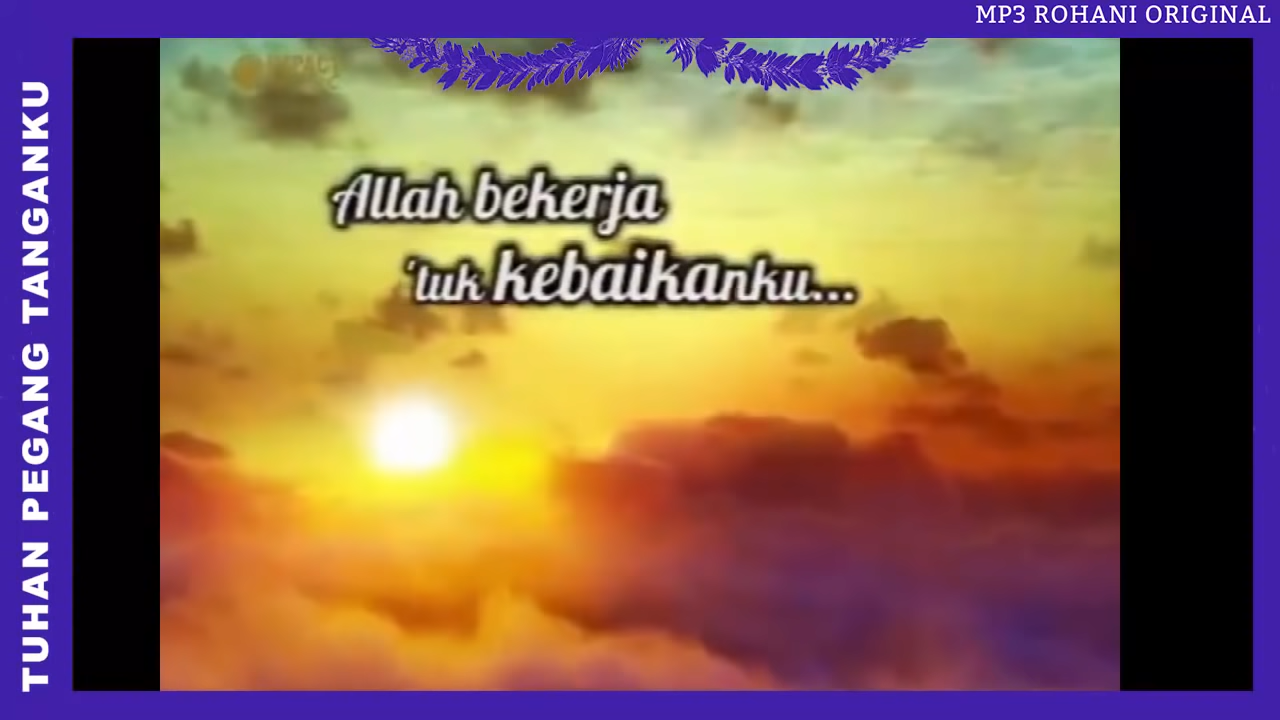 MP3 ROHANI ORIGINAL
TUHAN PEGANG TANGANKU
Allah bekerja
'tuk kebaikanku...